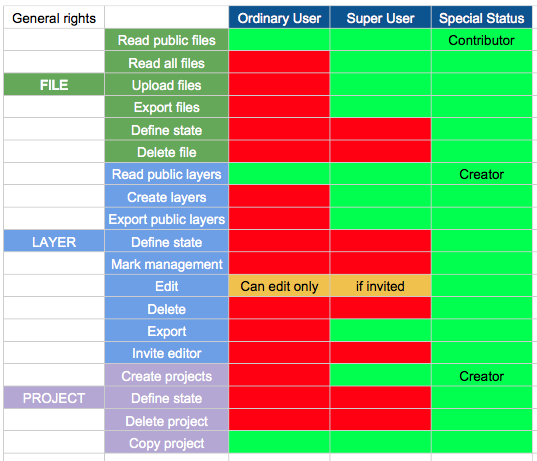 General rights Ordinary User Super User Special Status
Read public files Contributor
Read all files
FILE Upload files
Export files
Define state
Delete file
Read public layers Creator
Create layers
Export public layers
LAYER Define state
Mark management
Edit Can edit only if invited
Delete
Export
Invite editor
Create projects Creator
PROJECT Define state
Delete project
Copy project